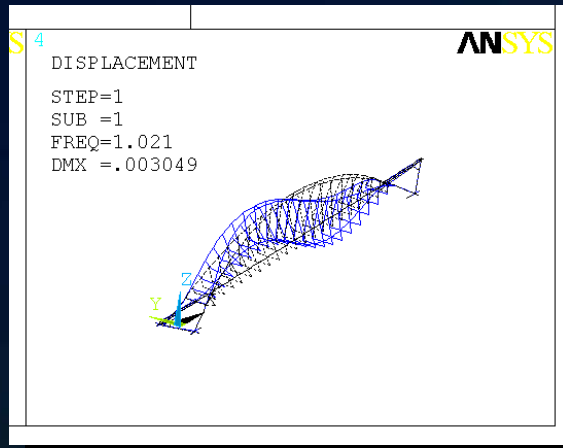 S
4
ANSYS
DISPLACEMENT
STEP=1
SUB =1
FREQ=1.021
DMX =.003049
Z
Y